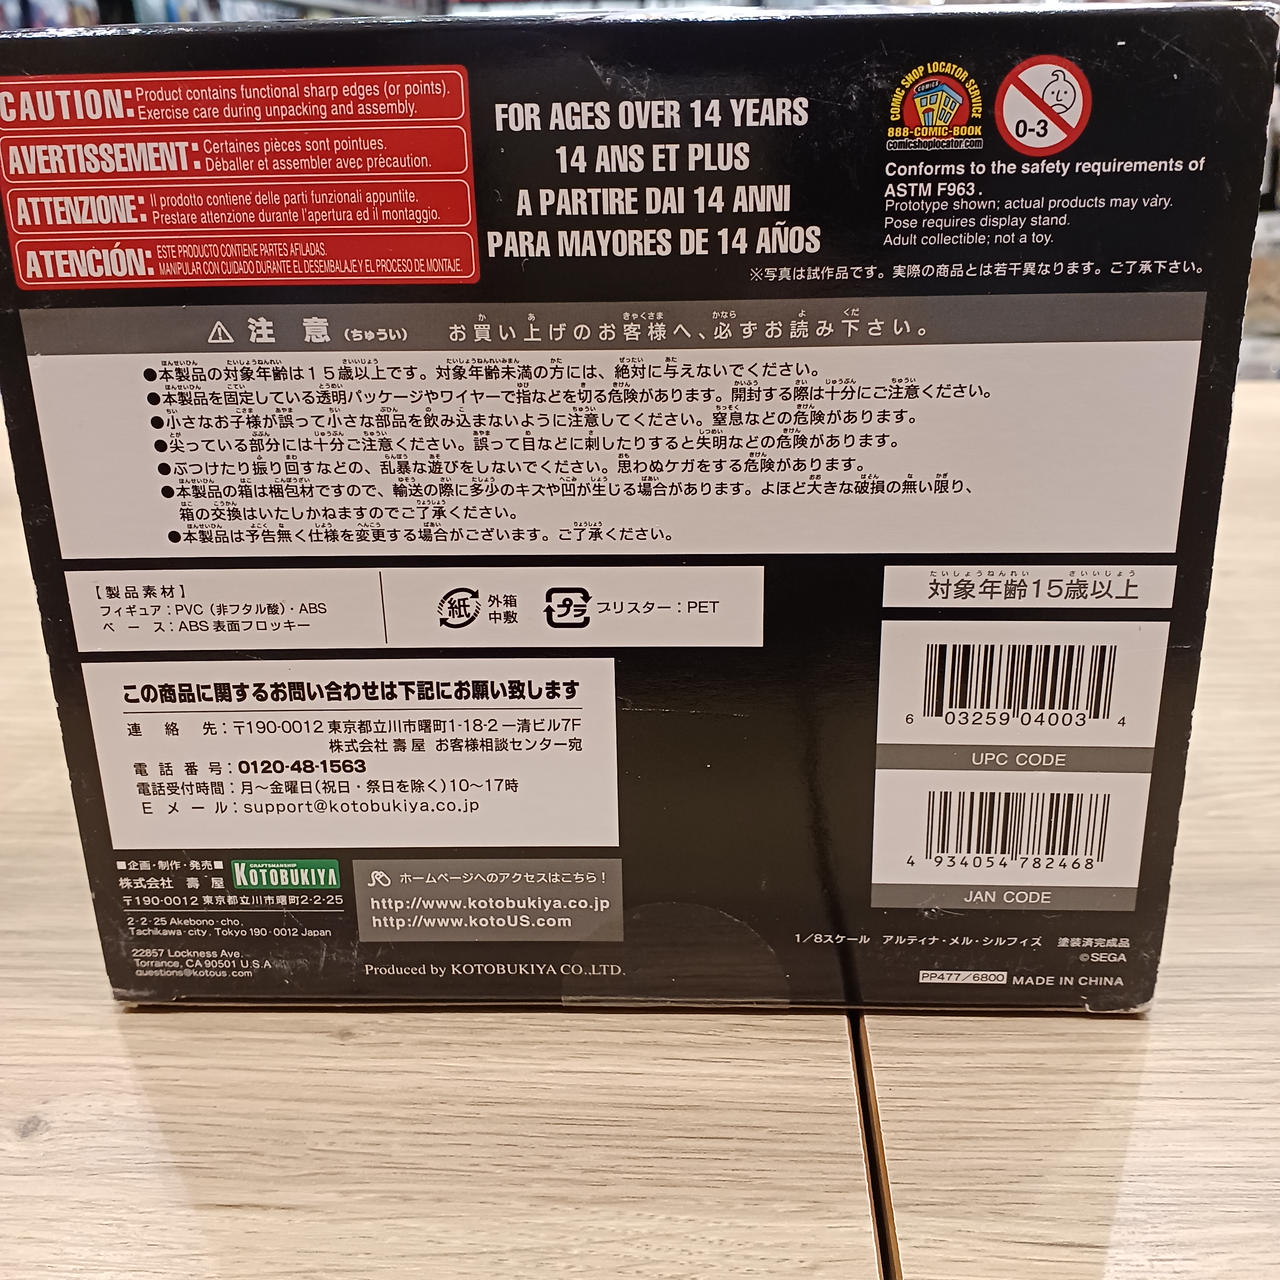 CAUTION: Product contains functional sharp edges (or points).
Exercise care during unpacking and assembly.
AVERTISSEMENT: Certaines pièces sont pointues.
Déballer et assembler avec précaution.
ATTENZIONE: Il prodotto contiene delle parti funzionali appuntite.
Prestare attenzione durante l'apertura ed il montaggio.
ATENCIÓN: ESTE PRODUCTO CONTIENE PARTES AFILADAS.
MANIPULAR CON CUIDADO DURANTE EL DESEMBALAJE Y EL PROCESO DE MONTAJE.
FOR AGES OVER 14 YEARS
14 ANS ET PLUS
A PARTIRE DAI 14 ANNI
PARA MAYORES DE 14 AÑOS
COMIC SHOP LOCATOR SERVICE
COMICS
888-COMIC-BOOK
comicshoplocator.com
0-3
Conforms to the safety requirements of
ASTM F963.
Prototype shown; actual products may vary.
Pose requires display stand.
Adult collectible; not a toy.
※写真は試作品です。実際の商品とは若干異なります。ご了承下さい。
注意(ちゅうい) お買い上げのお客様へ、必ずお読み下さい。
●本製品の対象年齢は15歳以上です。対象年齢未満の方には、絶対に与えないでください。
●本製品を固定している透明パッケージやワイヤーで指などを切る危険があります。開封する際は十分にご注意ください。
●小さなお子様が誤って小さな部品を飲み込まないように注意してください。窒息などの危険があります。
●尖っている部分には十分ご注意ください。誤って目などに刺したりすると失明などの危険があります。
●ぶつけたり振り回すなどの、乱暴な遊びをしないでください。思わぬケガをする危険があります。
●本製品の箱は梱包材ですので、輸送の際に多少のキズや凹が生じる場合があります。よほど大きな破損の無い限り、
箱の交換はいたしかねますのでご了承ください。
●本製品は予告無く仕様を変更する場合がございます。ご了承ください。
【製品素材】
フィギュア：PVC（非フタル酸）・ABS
ベース：ABS 表面フロッキー
紙 外箱
中敷
プラ ブリスター：PET
たいしょうねんれい さいいじょう
対象年齢15歳以上
6 03259 04003 4
UPC CODE
4 934054 782468
JAN CODE
この商品に関するお問い合わせは下記にお願い致します
連絡先：〒190-0012 東京都立川市曙町1-18-2 一清ビル7F
株式会社 壽屋 お客様相談センター宛
電話番号：0120-48-1563
電話受付時間：月～金曜日(祝日・祭日を除く)10～17時
Eメール：support@kotobukiya.co.jp
■企画・制作・発売■
CRAFTSMANSHIP
KOTOBUKIYA
株式会社 壽屋
〒190-0012 東京都立川市曙町2-2-25
2-2-25 Akebono-cho,
Tachikawa-city, Tokyo 190-0012 Japan
22857 Lockness Ave.
Torrance, CA 90501 U.S.A
questions@kotous.com
ホームページへのアクセスはこちら！
http://www.kotobukiya.co.jp
http://www.kotoUS.com
Produced by KOTOBUKIYA CO.,LTD.
1/8スケール アルティナ・メル・シルフィズ 塗装済完成品
©SEGA
PP477/6800 MADE IN CHINA